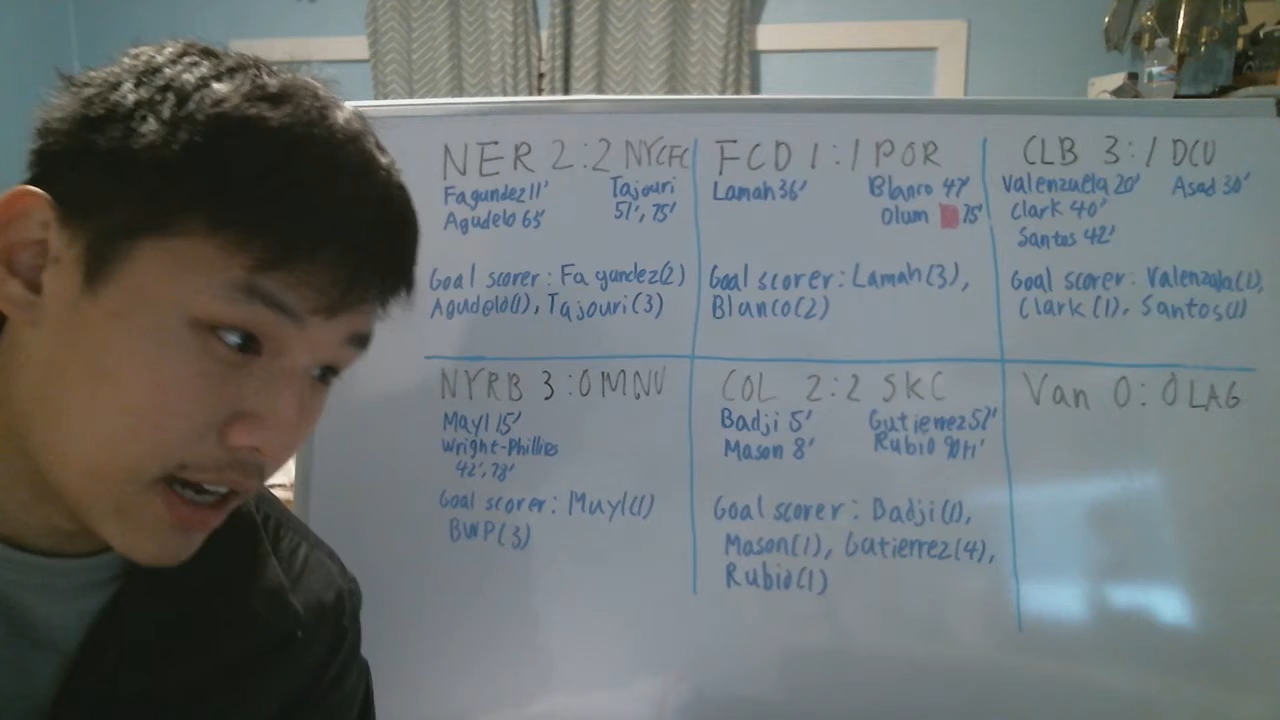 NER 2:2 NYCFC
Fagundez 11' Tajouri
Agudelo 65' 51', 75'
Goal scorer: Fagundez(2)
Agudelo(1), Tajouri(3)
FCD 1:1 POR
Lamah 36' Blanco 47'
Olum 75'
Goal scorer: Lamah(3),
Blanco(2)
CLB 3:1 DCU
Valenzuela 20' Asad 30'
Clark 40'
Santos 42'
Goal scorer: Valenzuala(1),
Clark(1), Santos(1)
NYRB 3:0 MNU
Mayl 15'
Wright-Phillies
42', 78'
Goal scorer: Muyl(1)
BWP(3)
COL 2:2 SKC
Badji 5' Gutierrez 57'
Mason 8' Rubio 90+1'
Goal scorer: Badji(1),
Mason(1), Gutierrez(4),
Rubio(1)
Van 0:0 LAG